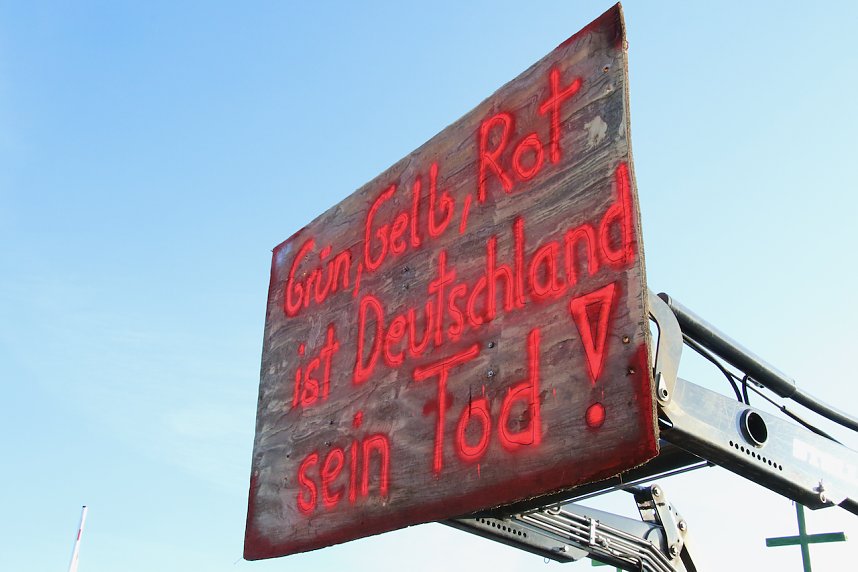 Grün, Gelb, Rot
ist Deutschland
sein Tod !